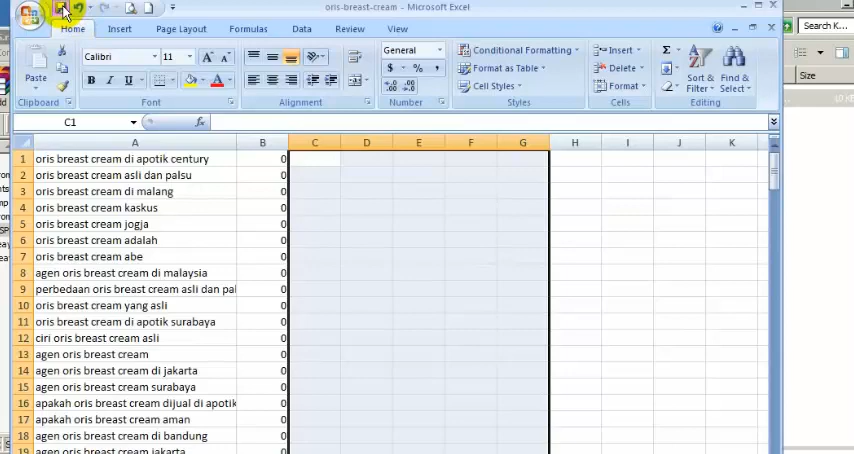 oris-breast-cream - Microsoft Excel
Home Insert Page Layout Formulas Data Review View
Search K...
Calibri 11 A A General Conditional Formatting Insert Σ
Paste B I U $ % , Format as Table Delete Sort & Filter Find & Select
Cell Styles Format
Size
Clipboard Font Alignment Number Styles Cells Editing
C1 fx
A B C D E F G H I J K
1 oris breast cream di apotik century 0
2 oris breast cream asli dan palsu 0
3 oris breast cream di malang 0
4 oris breast cream kaskus 0
5 oris breast cream jogja 0
6 oris breast cream adalah 0
7 oris breast cream abe 0
8 agen oris breast cream di malaysia 0
9 perbedaan oris breast cream asli dan pal 0
10 oris breast cream yang asli 0
11 oris breast cream di apotik surabaya 0
12 ciri oris breast cream asli 0
13 agen oris breast cream 0
14 agen oris breast cream di jakarta 0
15 agen oris breast cream surabaya 0
16 apakah oris breast cream dijual di apotik 0
17 apakah oris breast cream aman 0
18 agen oris breast cream di bandung 0
19 agen oris breast cream jakarta 0